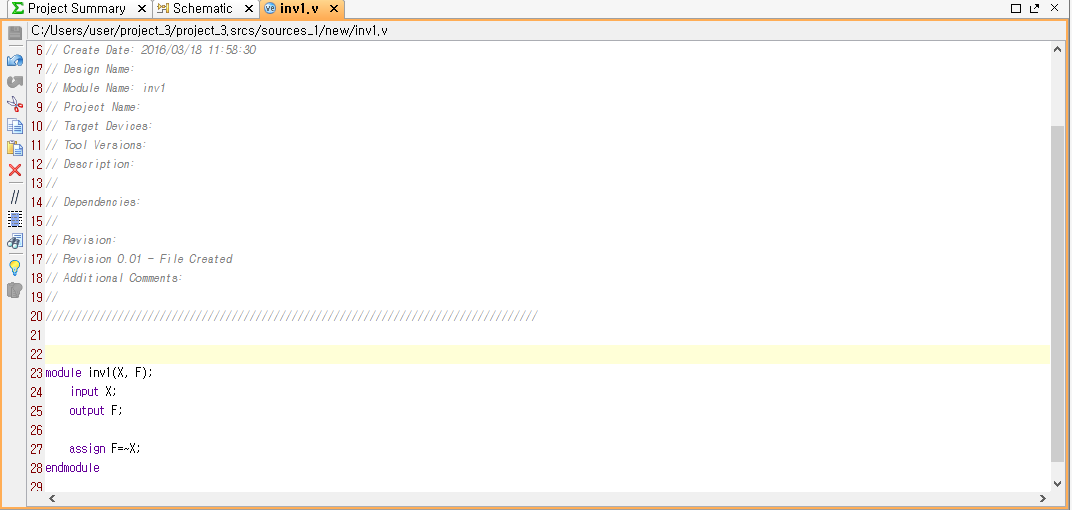 Project Summary × Schematic × inv1.v ×
C:/Users/user/project_3/project_3.srcs/sources_1/new/inv1.v
6 // Create Date: 2016/03/18 11:58:30
7 // Design Name:
8 // Module Name: inv1
9 // Project Name:
10 // Target Devices:
11 // Tool Versions:
12 // Description:
13 //
14 // Dependencies:
15 //
16 // Revision:
17 // Revision 0.01 - File Created
18 // Additional Comments:
19 //
20 //////////////////////////////////////////////////////////////////////////////////
21
22
23 module inv1(X, F);
24 input X;
25 output F;
26
27 assign F=~X;
28 endmodule
29